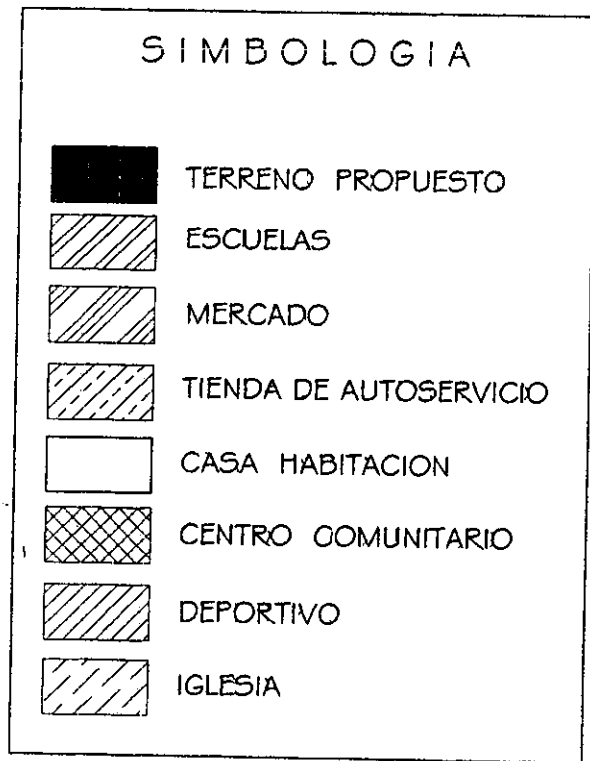 SIMBOLOGIA
TERRENO PROPUESTO
ESCUELAS
MERCADO
TIENDA DE AUTOSERVICIO
CASA HABITACION
CENTRO COMUNITARIO
DEPORTIVO
IGLESIA